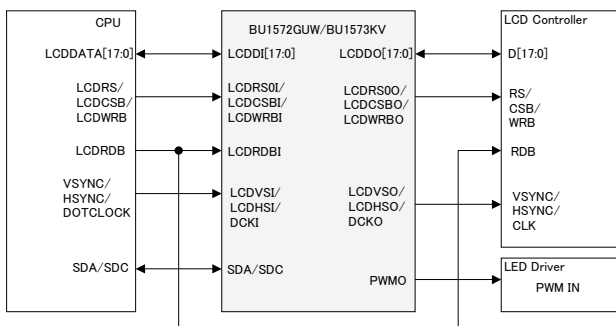 CPU
LCDDATA[17:0]
LCDRS/
LCDCSB/
LCDWRB
LCDRDB
VSYNC/
HSYNC/
DOTCLOCK
SDA/SDC
BU1572GUW/BU1573KV
LCDDI[17:0]
LCDDO[17:0]
LCDRS0I/
LCDCSBI/
LCDWRBI
LCDRS0O/
LCDCSBO/
LCDWRBO
LCDRDBI
LCDVSI/
LCDHSI/
DCKI
LCDVSO/
LCDHSO/
DCKO
SDA/SDC
PWMO
LCD Controller
D[17:0]
RS/
CSB/
WRB
RDB
VSYNC/
HSYNC/
CLK
LED Driver
PWM IN